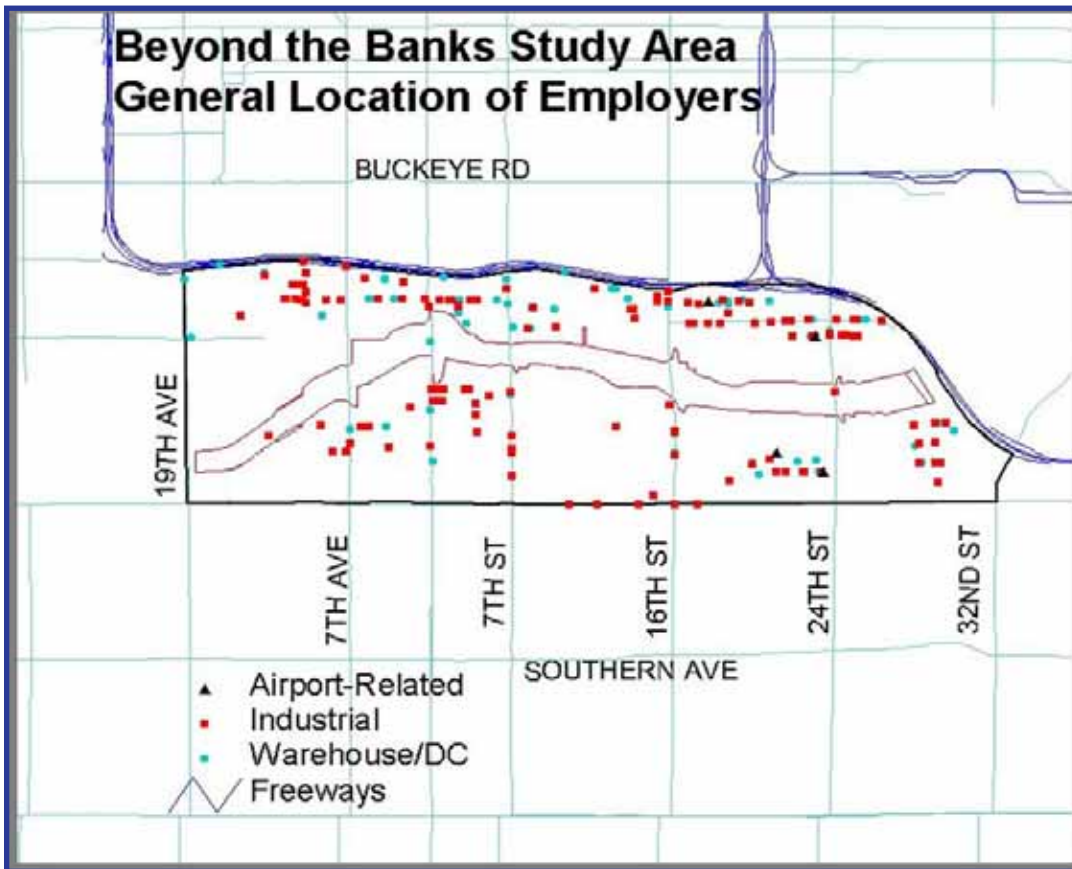 Beyond the Banks Study Area
General Location of Employers
BUCKEYE RD
19TH AVE
7TH AVE
7TH ST
16TH ST
24TH ST
32ND ST
SOUTHERN AVE
Airport-Related
Industrial
Warehouse/DC
Freeways